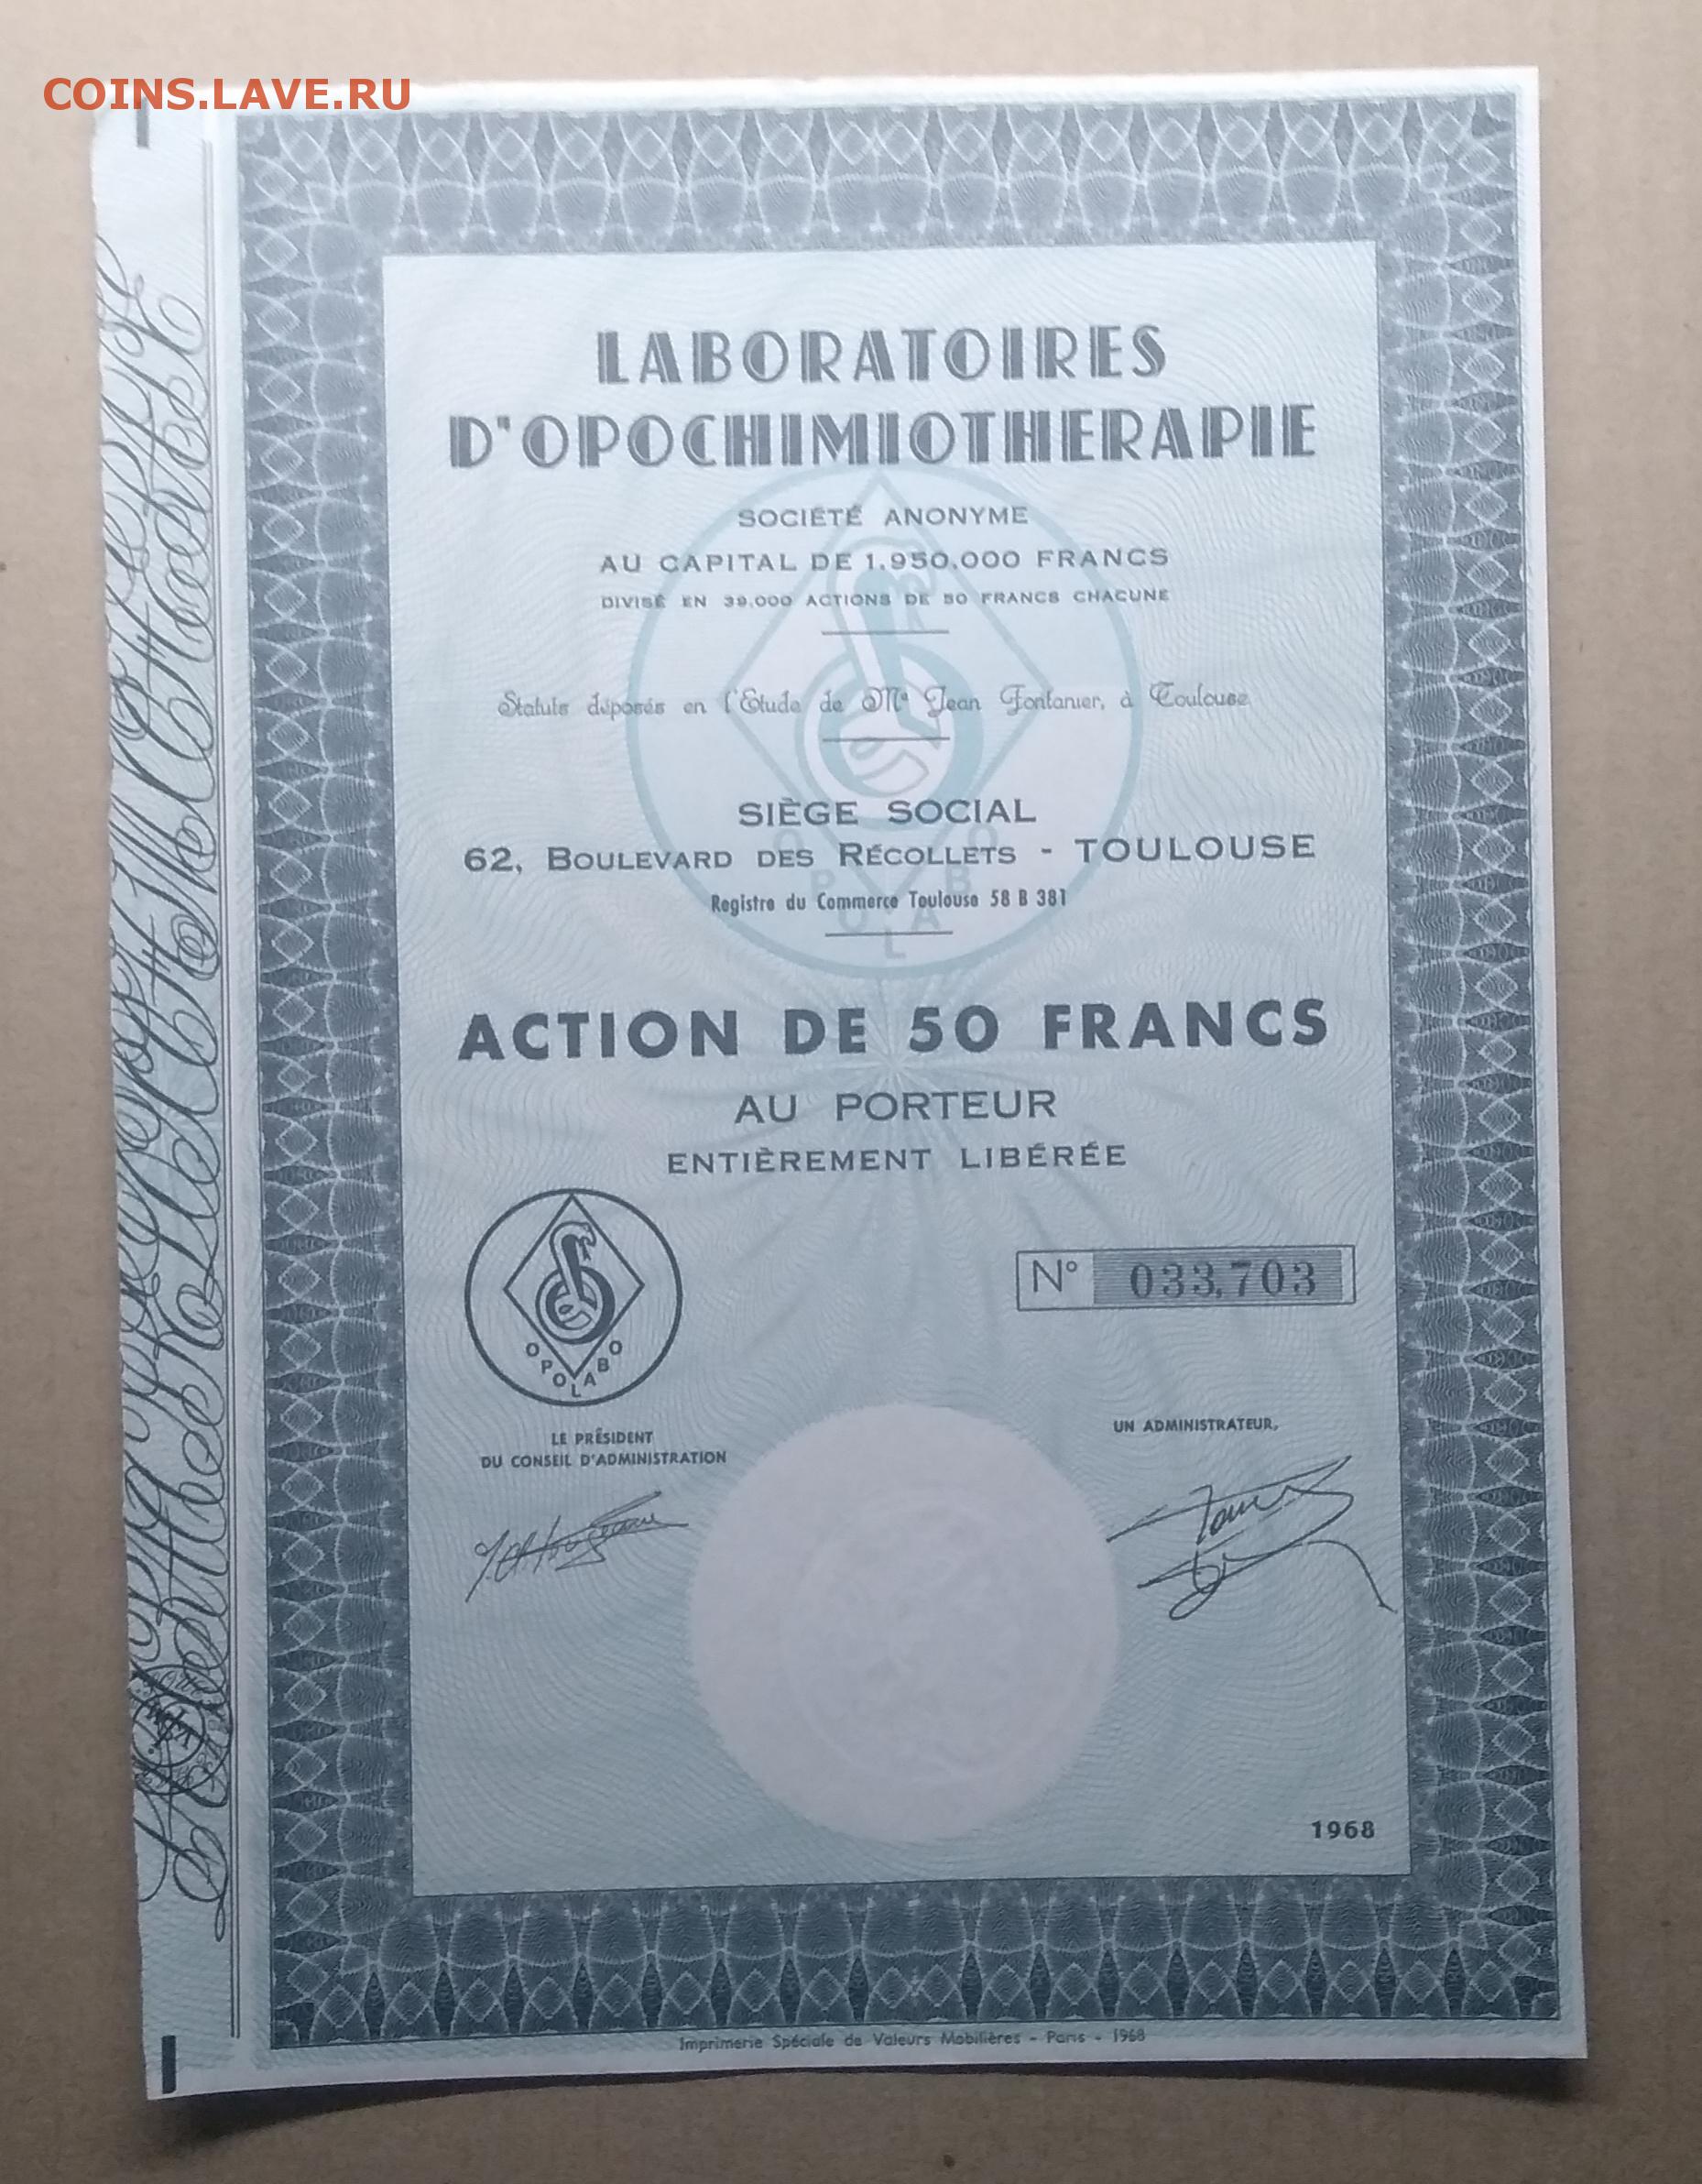 COINS.LAVE.RU
LABORATOIRES
D'OPOCHIMIOTHERAPIE
SOCIÉTÉ ANONYME
AU CAPITAL DE 1.950.000 FRANCS
DIVISÉ EN 39.000 ACTIONS DE 50 FRANCS CHACUNE
Statuts déposés en l'Etude de Me Jean Fontanier, à Toulouse
SIÈGE SOCIAL
62, BOULEVARD DES RÉCOLLETS - TOULOUSE
Registre du Commerce Toulouse 58 B 381
OPOLABO
ACTION DE 50 FRANCS
AU PORTEUR
ENTIÈREMENT LIBÉRÉE
OPOLABO
N° 033,703
LE PRÉSIDENT
DU CONSEIL D'ADMINISTRATION
UN ADMINISTRATEUR,
1968
Imprimerie Spéciale de Valeurs Mobilières - Paris - 1968